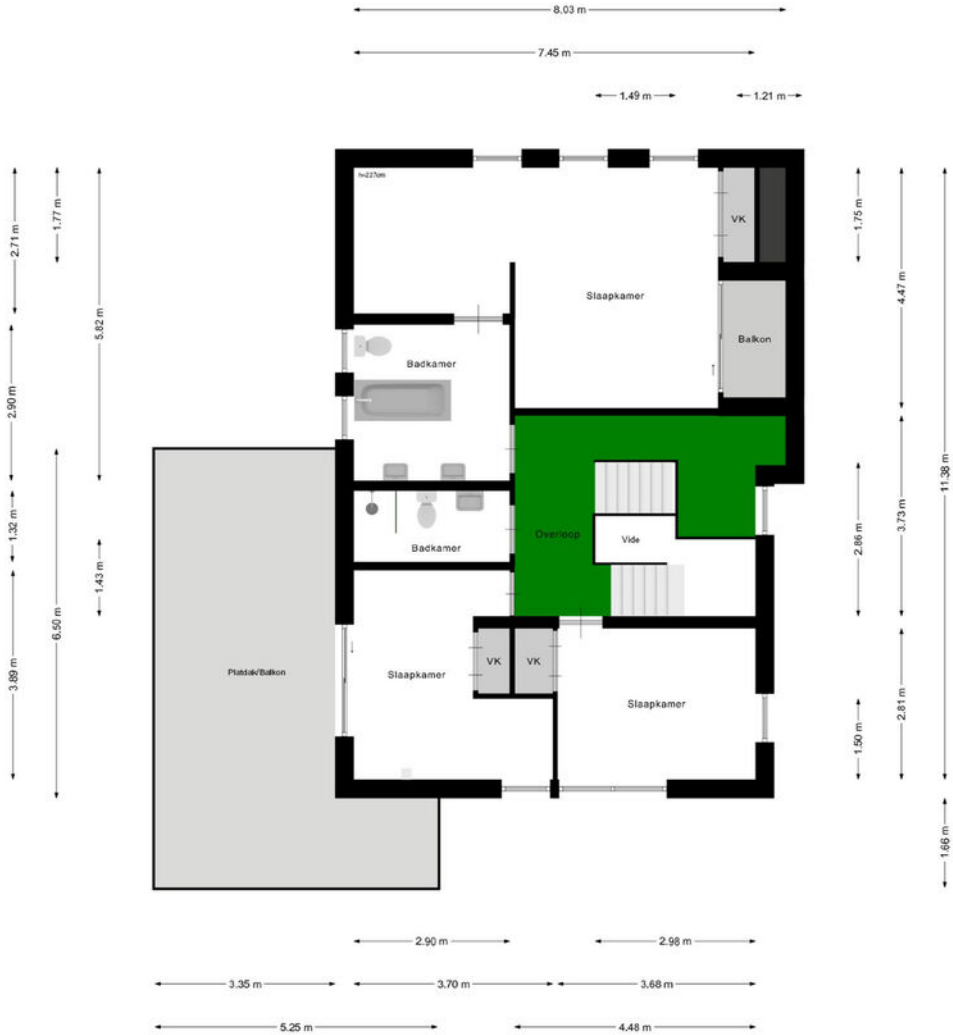 8.03 m
7.45 m
1.49 m
1.21 m
h=227cm
VK
Slaapkamer
Balkon
Badkamer
Overloop
Vide
Badkamer
VK
VK
Slaapkamer
Slaapkamer
Platdak/Balkon
2.71 m
1.77 m
5.82 m
2.90 m
1.32 m
1.43 m
6.50 m
3.89 m
1.75 m
4.47 m
11.38 m
3.73 m
2.86 m
2.81 m
1.50 m
1.66 m
2.90 m
2.98 m
3.35 m
3.70 m
3.68 m
5.25 m
4.48 m